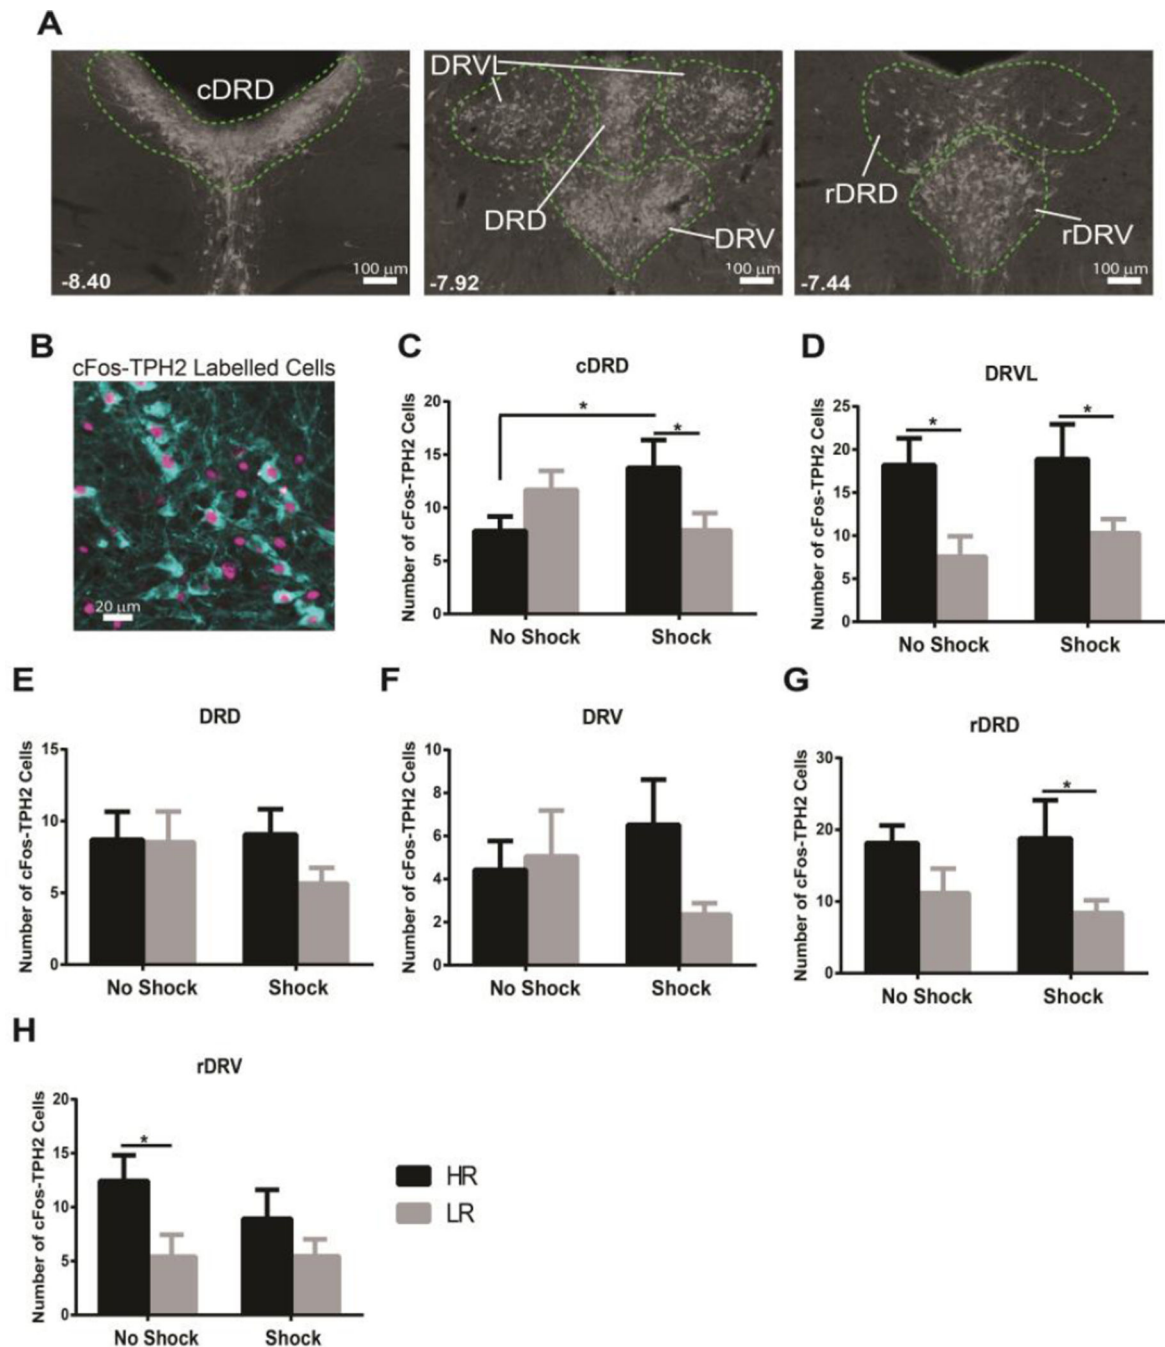 A
cDRD
-8.40
100 µm
DRVL
DRD
DRV
-7.92
100 µm
rDRD
rDRV
-7.44
100 µm
B
cFos-TPH2 Labelled Cells
20 µm
C
cDRD
Number of cFos-TPH2 Cells
20
15
10
5
0
*
*
No Shock
Shock
D
DRVL
Number of cFos-TPH2 Cells
25
20
15
10
5
0
*
*
No Shock
Shock
E
DRD
Number of cFos-TPH2 Cells
15
10
5
0
No Shock
Shock
F
DRV
Number of cFos-TPH2 Cells
10
8
6
4
2
0
No Shock
Shock
G
rDRD
Number of cFos-TPH2 Cells
30
20
10
0
*
No Shock
Shock
H
rDRV
Number of cFos-TPH2 Cells
20
15
10
5
0
*
No Shock
Shock
HR
LR